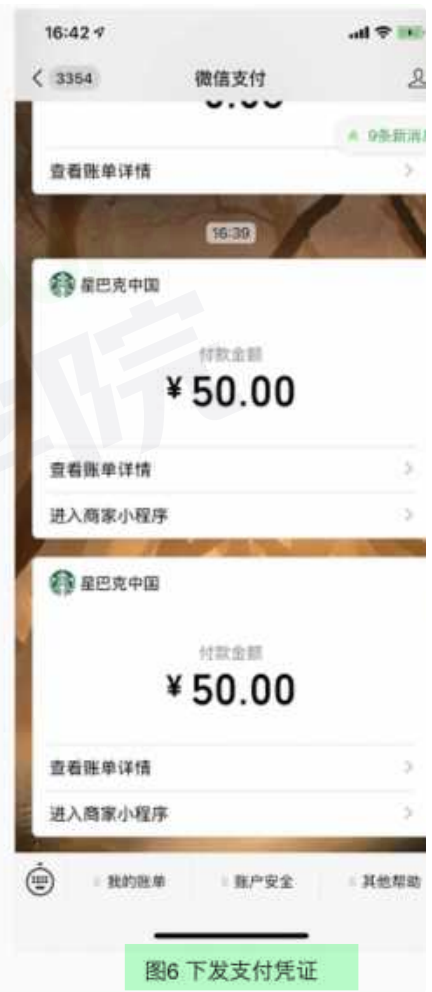 16:42
3354
微信支付
9条新消息
查看账单详情
16:39
星巴克中国
付款金额
¥50.00
查看账单详情
进入商家小程序
星巴克中国
付款金额
¥50.00
查看账单详情
进入商家小程序
我的账单
账户安全
其他帮助
图6 下发支付凭证